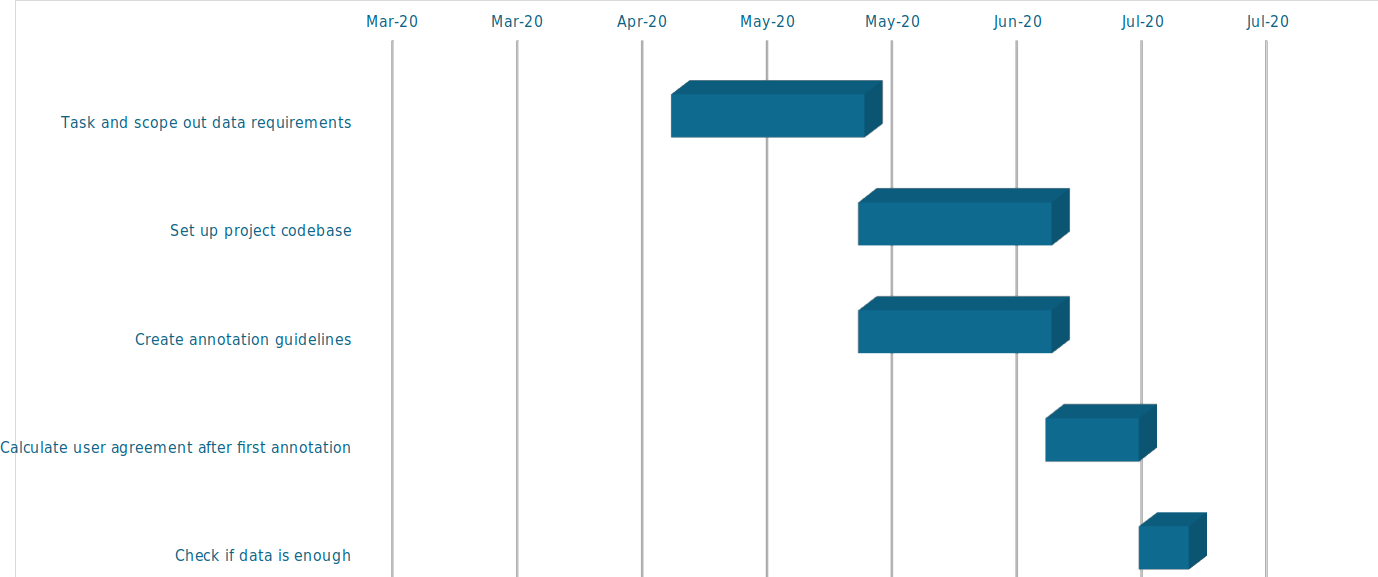 Mar-20 Mar-20 Apr-20 May-20 May-20 Jun-20 Jul-20 Jul-20
Task and scope out data requirements
Set up project codebase
Create annotation guidelines
Calculate user agreement after first annotation
Check if data is enough